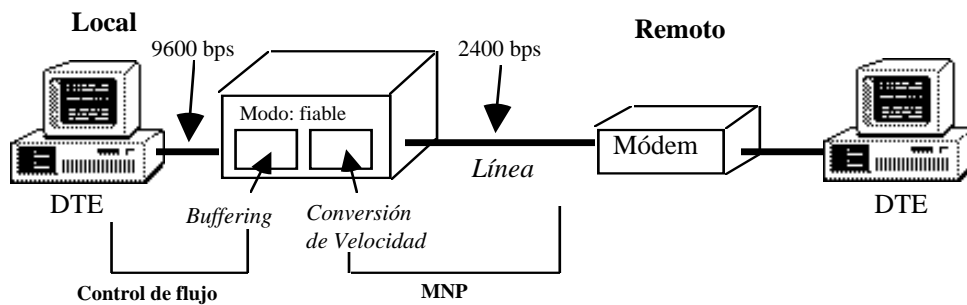 Local
Remoto
9600 bps
2400 bps
Modo: fiable
Línea
Módem
DTE
DTE
Buffering
Conversión
de Velocidad
Control de flujo
MNP